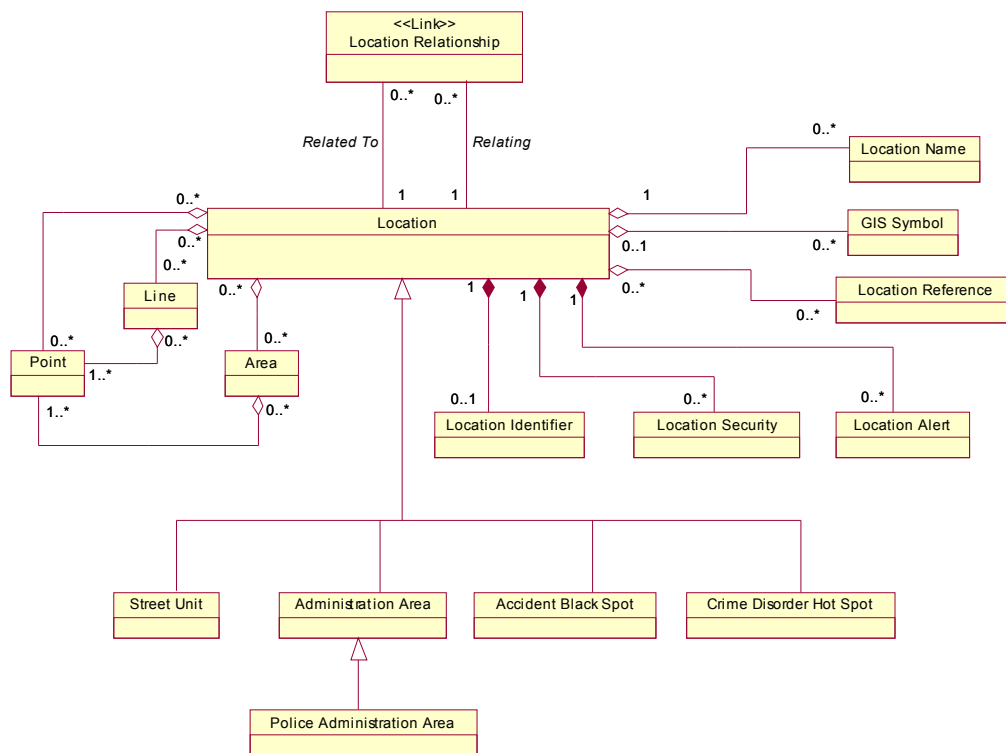 <<Link>>
Location Relationship
0..*
0..*
Related To
Relating
1
1
0..*
Location Name
0..*
1
Location
GIS Symbol
0..*
0..1
0..*
0..*
Line
0..*
0..*
1
1
1
0..*
Location Reference
0..*
0..*
0..*
0..*
Point
Area
1..*
1..*
0..*
0..1
0..*
0..*
Location Identifier
Location Security
Location Alert
Street Unit
Administration Area
Accident Black Spot
Crime Disorder Hot Spot
Police Administration Area